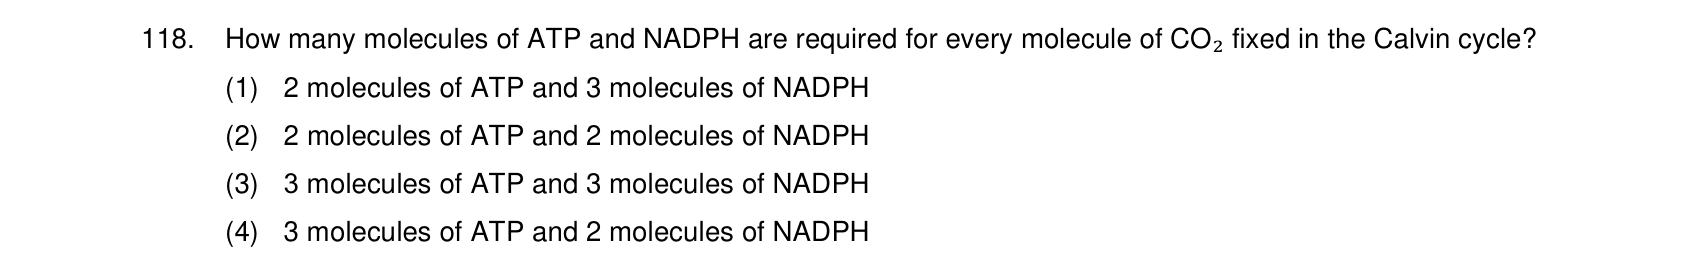 118. How many molecules of ATP and NADPH are required for every molecule of CO₂ fixed in the Calvin cycle?
(1) 2 molecules of ATP and 3 molecules of NADPH
(2) 2 molecules of ATP and 2 molecules of NADPH
(3) 3 molecules of ATP and 3 molecules of NADPH
(4) 3 molecules of ATP and 2 molecules of NADPH